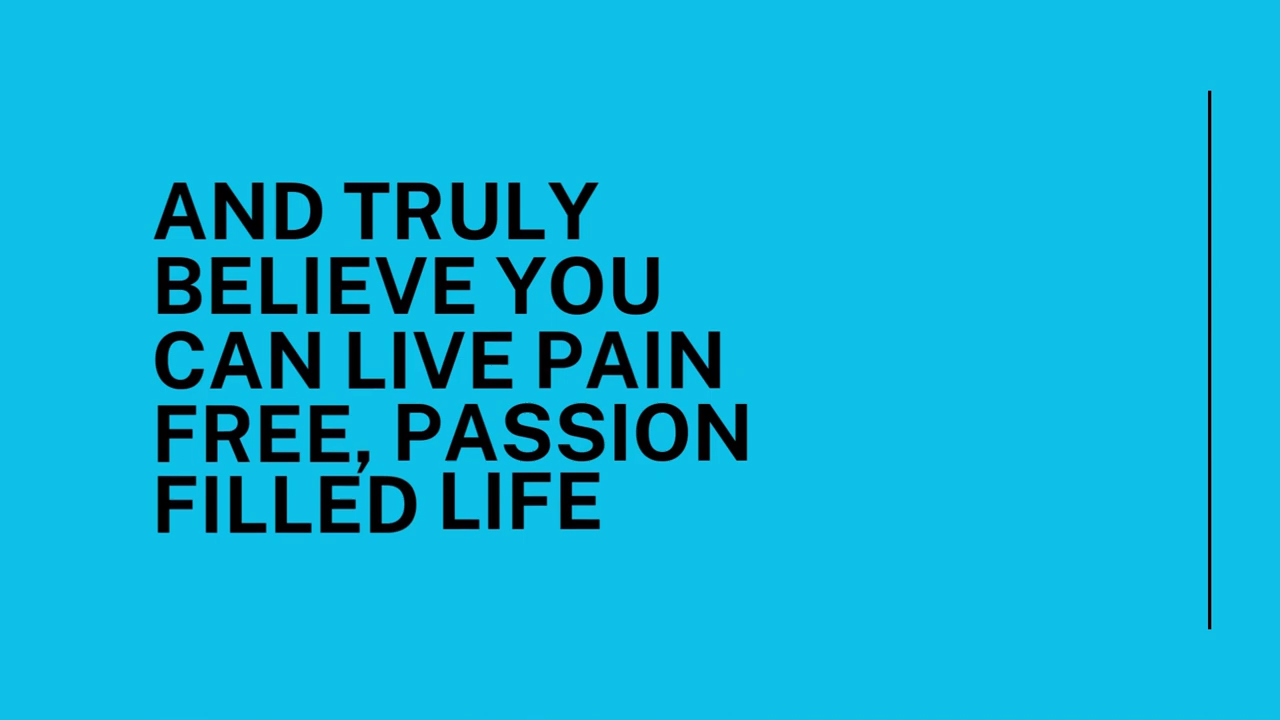 AND TRULY
BELIEVE YOU
CAN LIVE PAIN
FREE, PASSION
FILLED LIFE